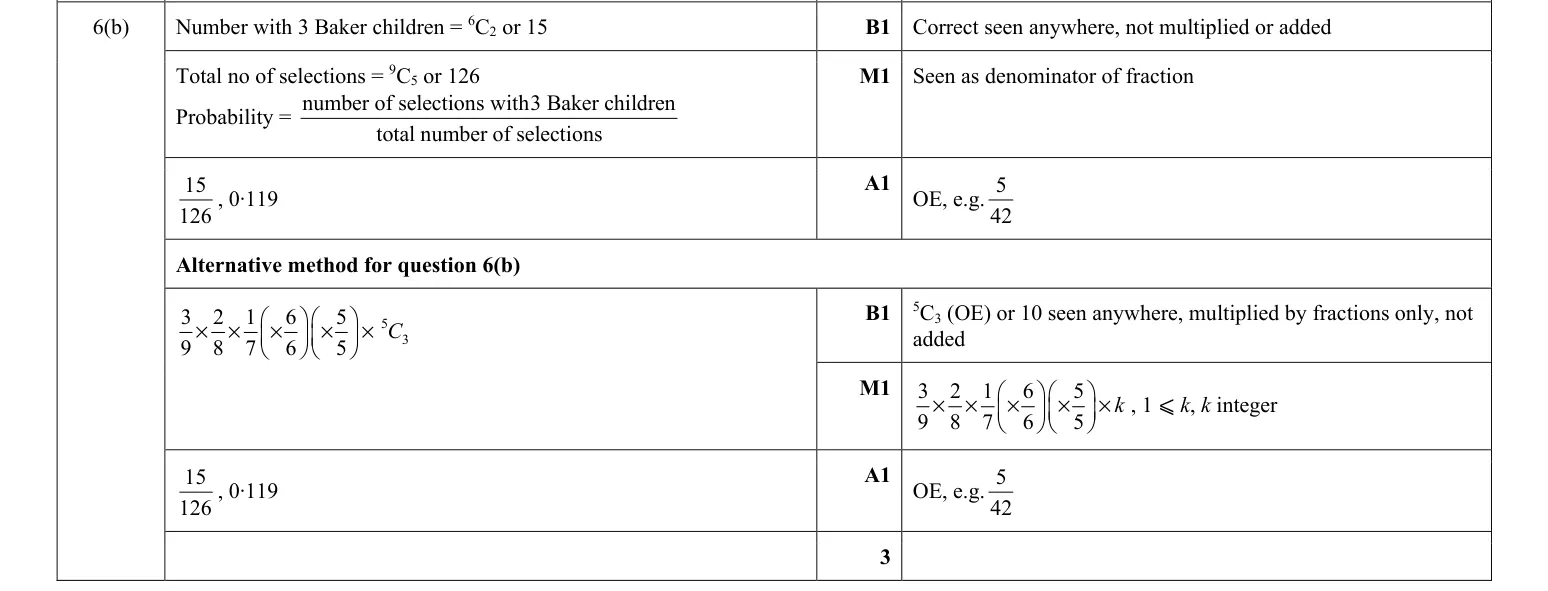 6(b) Number with 3 Baker children = ⁶C₂ or 15 B1 Correct seen anywhere, not multiplied or added
Total no of selections = ⁹C₅ or 126 M1 Seen as denominator of fraction
Probability = number of selections with3 Baker children / total number of selections
15/126 , 0·119 A1 OE, e.g. 5/42
Alternative method for question 6(b)
3/9 × 2/8 × 1/7 (× 6/6) (× 5/5) × ⁵C₃ B1 ⁵C₃ (OE) or 10 seen anywhere, multiplied by fractions only, not
added
M1 3/9 × 2/8 × 1/7 (× 6/6) (× 5/5) × k , 1 ⩽ k, k integer
15/126 , 0·119 A1 OE, e.g. 5/42
3